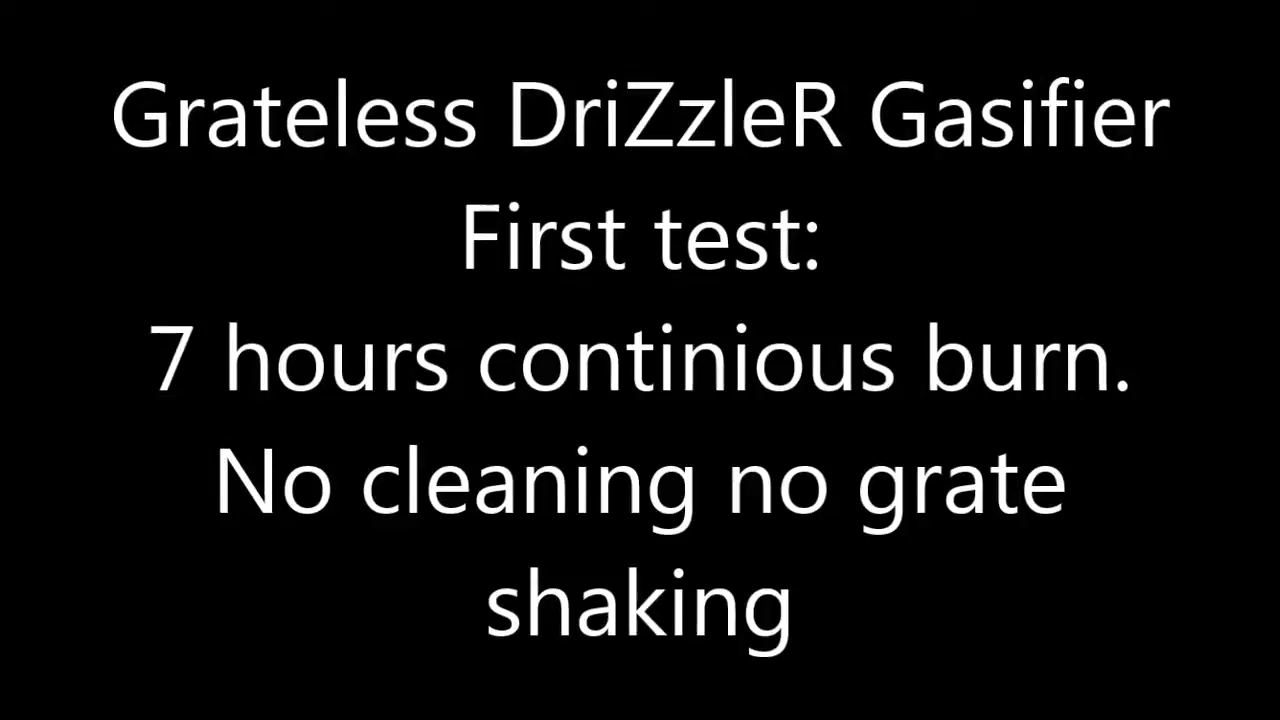 Grateless DriZzleR Gasifier
First test:
7 hours continious burn.
No cleaning no grate
shaking